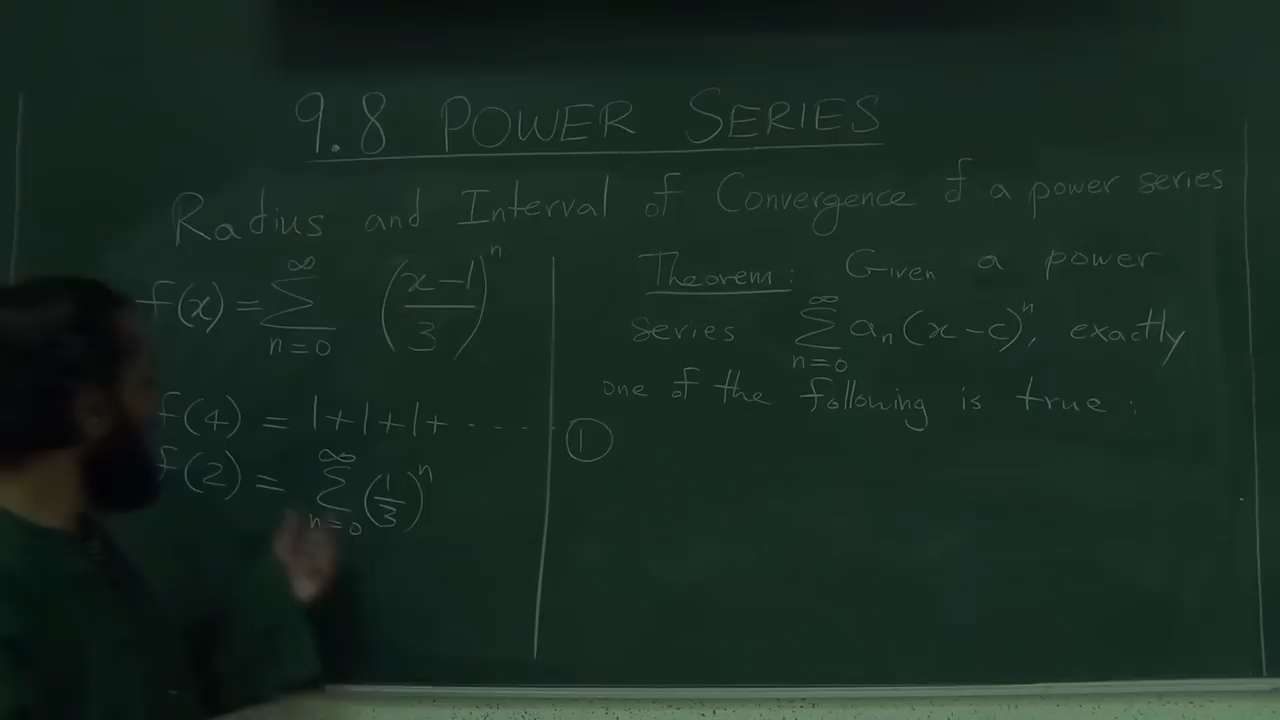 9.8 POWER SERIES
Radius and Interval of Convergence of a power series
f(x) = ∑_{n=0}^{∞} ((x-1)/3)^n
f(4) = 1+1+1+ ......
f(2) = ∑_{n=0}^{∞} (1/3)^n
Theorem: Given a power
series ∑_{n=0}^{∞} a_n (x-c)^n, exactly
one of the following is true:
①